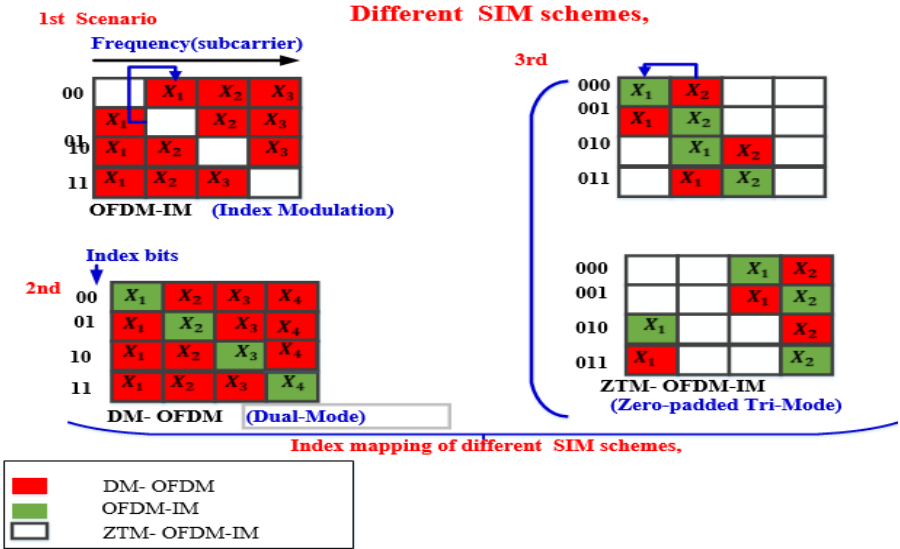 Different SIM schemes,
1st Scenario
Frequency(subcarrier)
00 X1 X2 X3
01 X1 X2 X3
10 X1 X2 X3
11 X1 X2 X3
OFDM-IM (Index Modulation)
Index bits
2nd
00 X1 X2 X3 X4
01 X1 X2 X3 X4
10 X1 X2 X3 X4
11 X1 X2 X3 X4
DM- OFDM (Dual-Mode)
3rd
000 X1 X2
001 X1 X2
010 X1 X2
011 X1 X2
000 X1 X2
001 X1 X2
010 X1 X2
011 X1 X2
ZTM- OFDM-IM
(Zero-padded Tri-Mode)
Index mapping of different SIM schemes,
DM- OFDM
OFDM-IM
ZTM- OFDM-IM